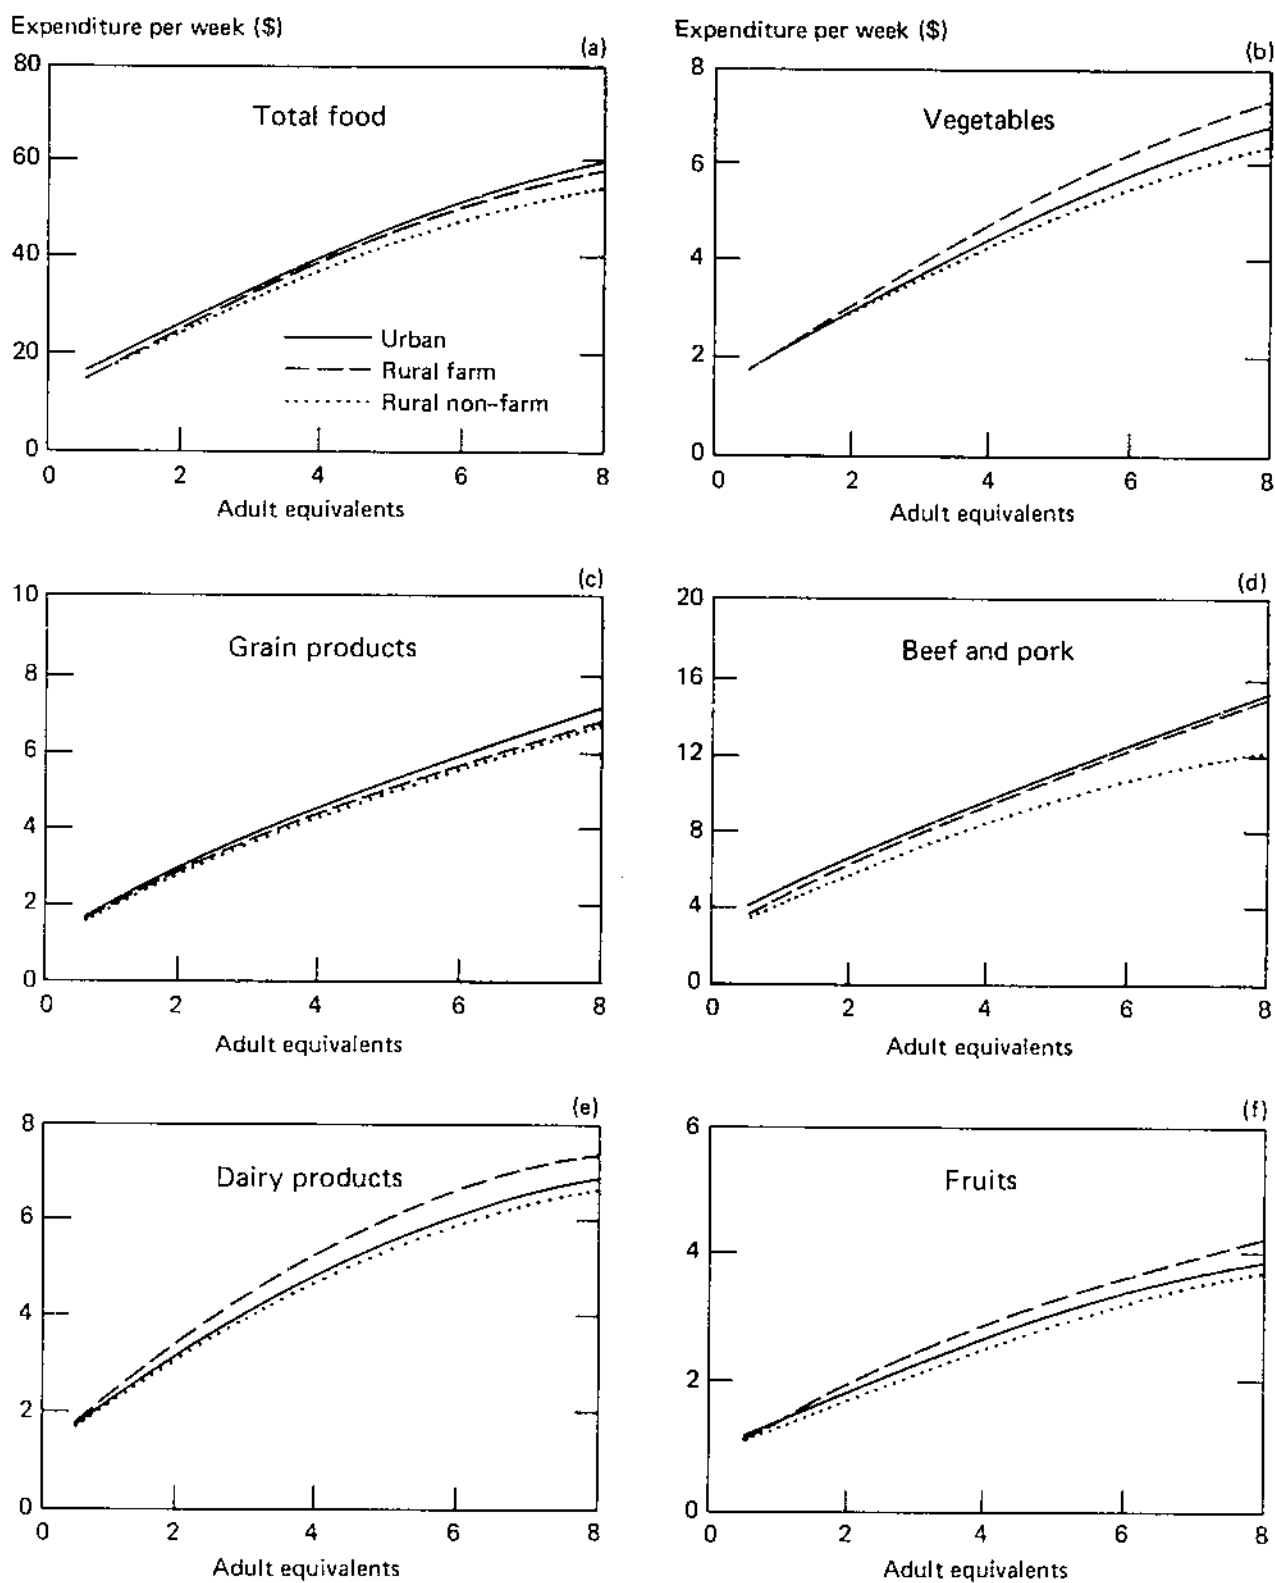 Expenditure per week ($)
(a)
80
60
40
20
0
Total food
Urban
Rural farm
Rural non-farm
0 2 4 6 8
Adult equivalents
Expenditure per week ($)
(b)
8
6
4
2
0
Vegetables
0 2 4 6 8
Adult equivalents
(c)
10
8
6
4
2
0
Grain products
0 2 4 6 8
Adult equivalents
(d)
20
16
12
8
4
0
Beef and pork
0 2 4 6 8
Adult equivalents
(e)
8
6
4
2
0
Dairy products
0 2 4 6 8
Adult equivalents
(f)
6
4
2
0
Fruits
0 2 4 6 8
Adult equivalents